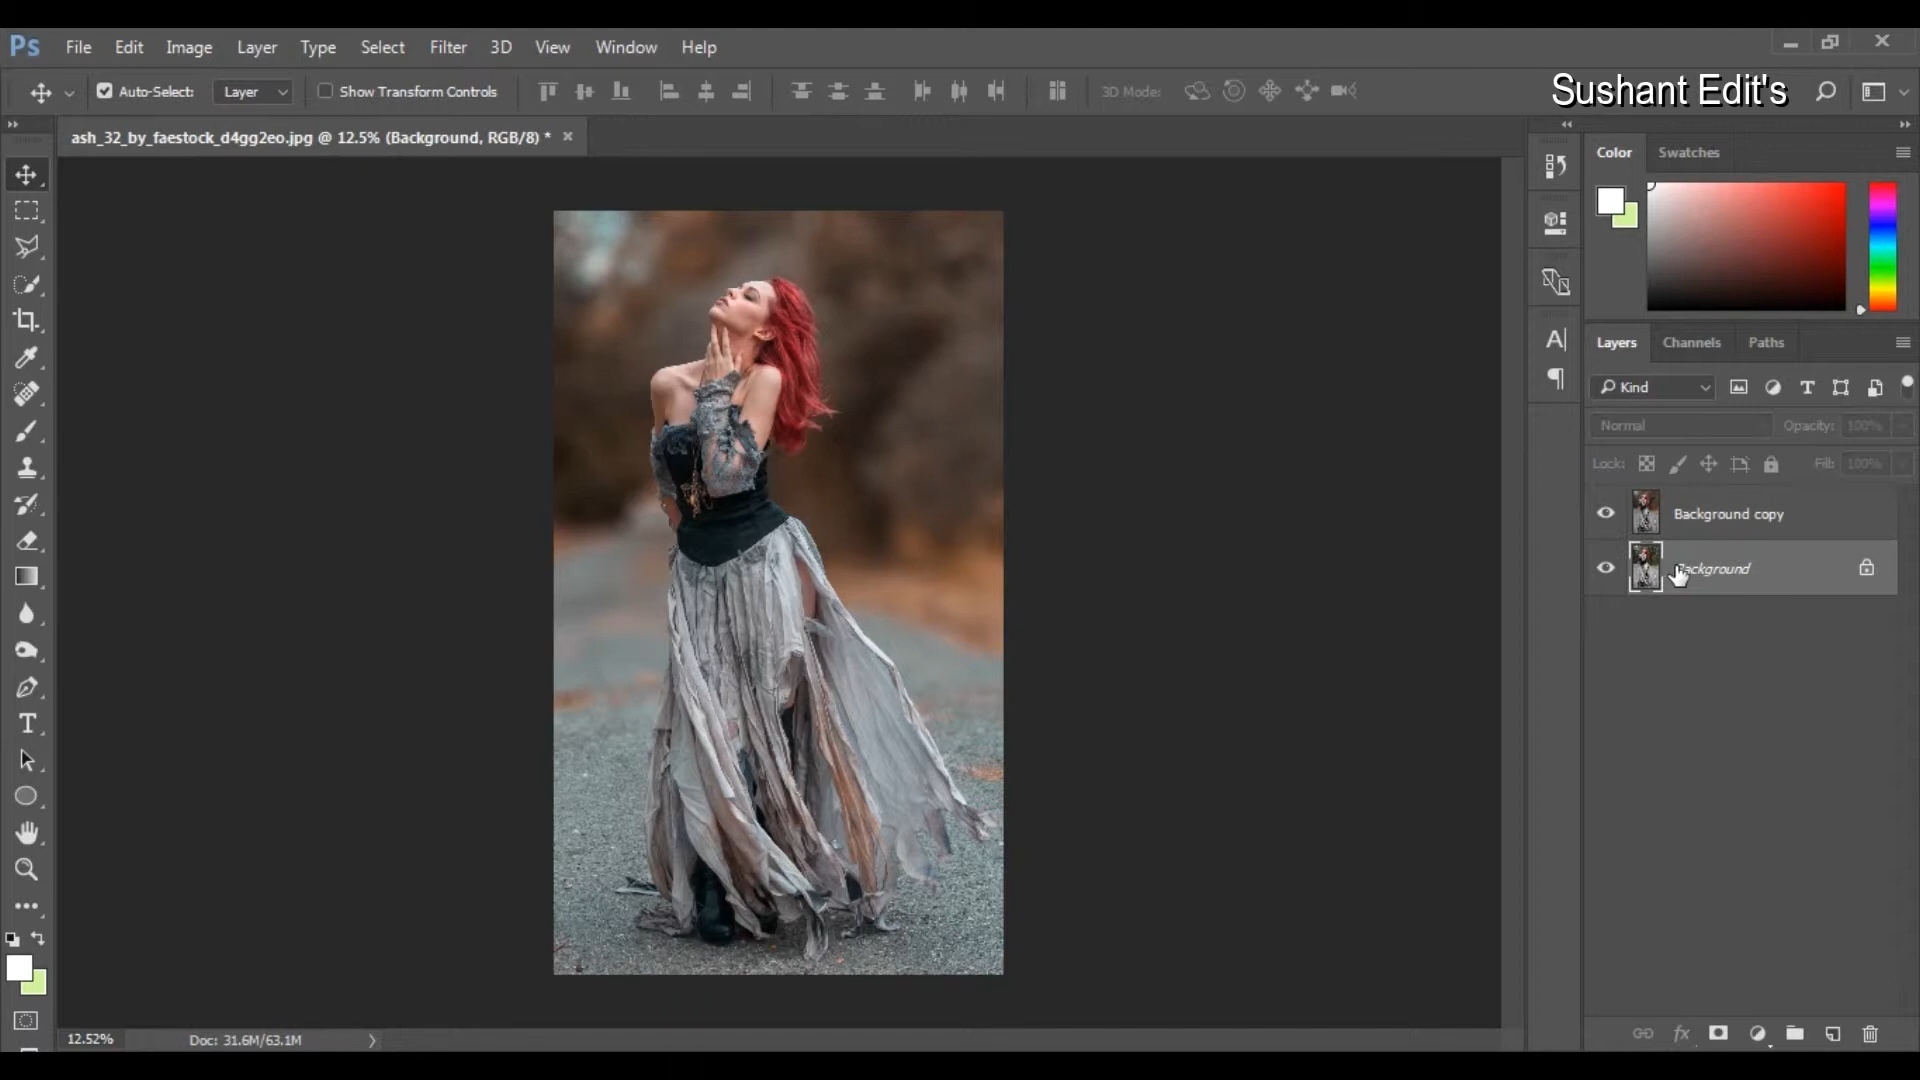 Ps File Edit Image Layer Type Select Filter 3D View Window Help
Auto-Select: Layer Show Transform Controls 3D Mode: Sushant Edit's
ash_32_by_faestock_d4gg2eo.jpg @ 12.5% (Background, RGB/8) *
Color Swatches
Layers Channels Paths
Kind
Normal Opacity: 100%
Lock: Fill: 100%
Background copy
Background
12.52% Doc: 31.6M/63.1M